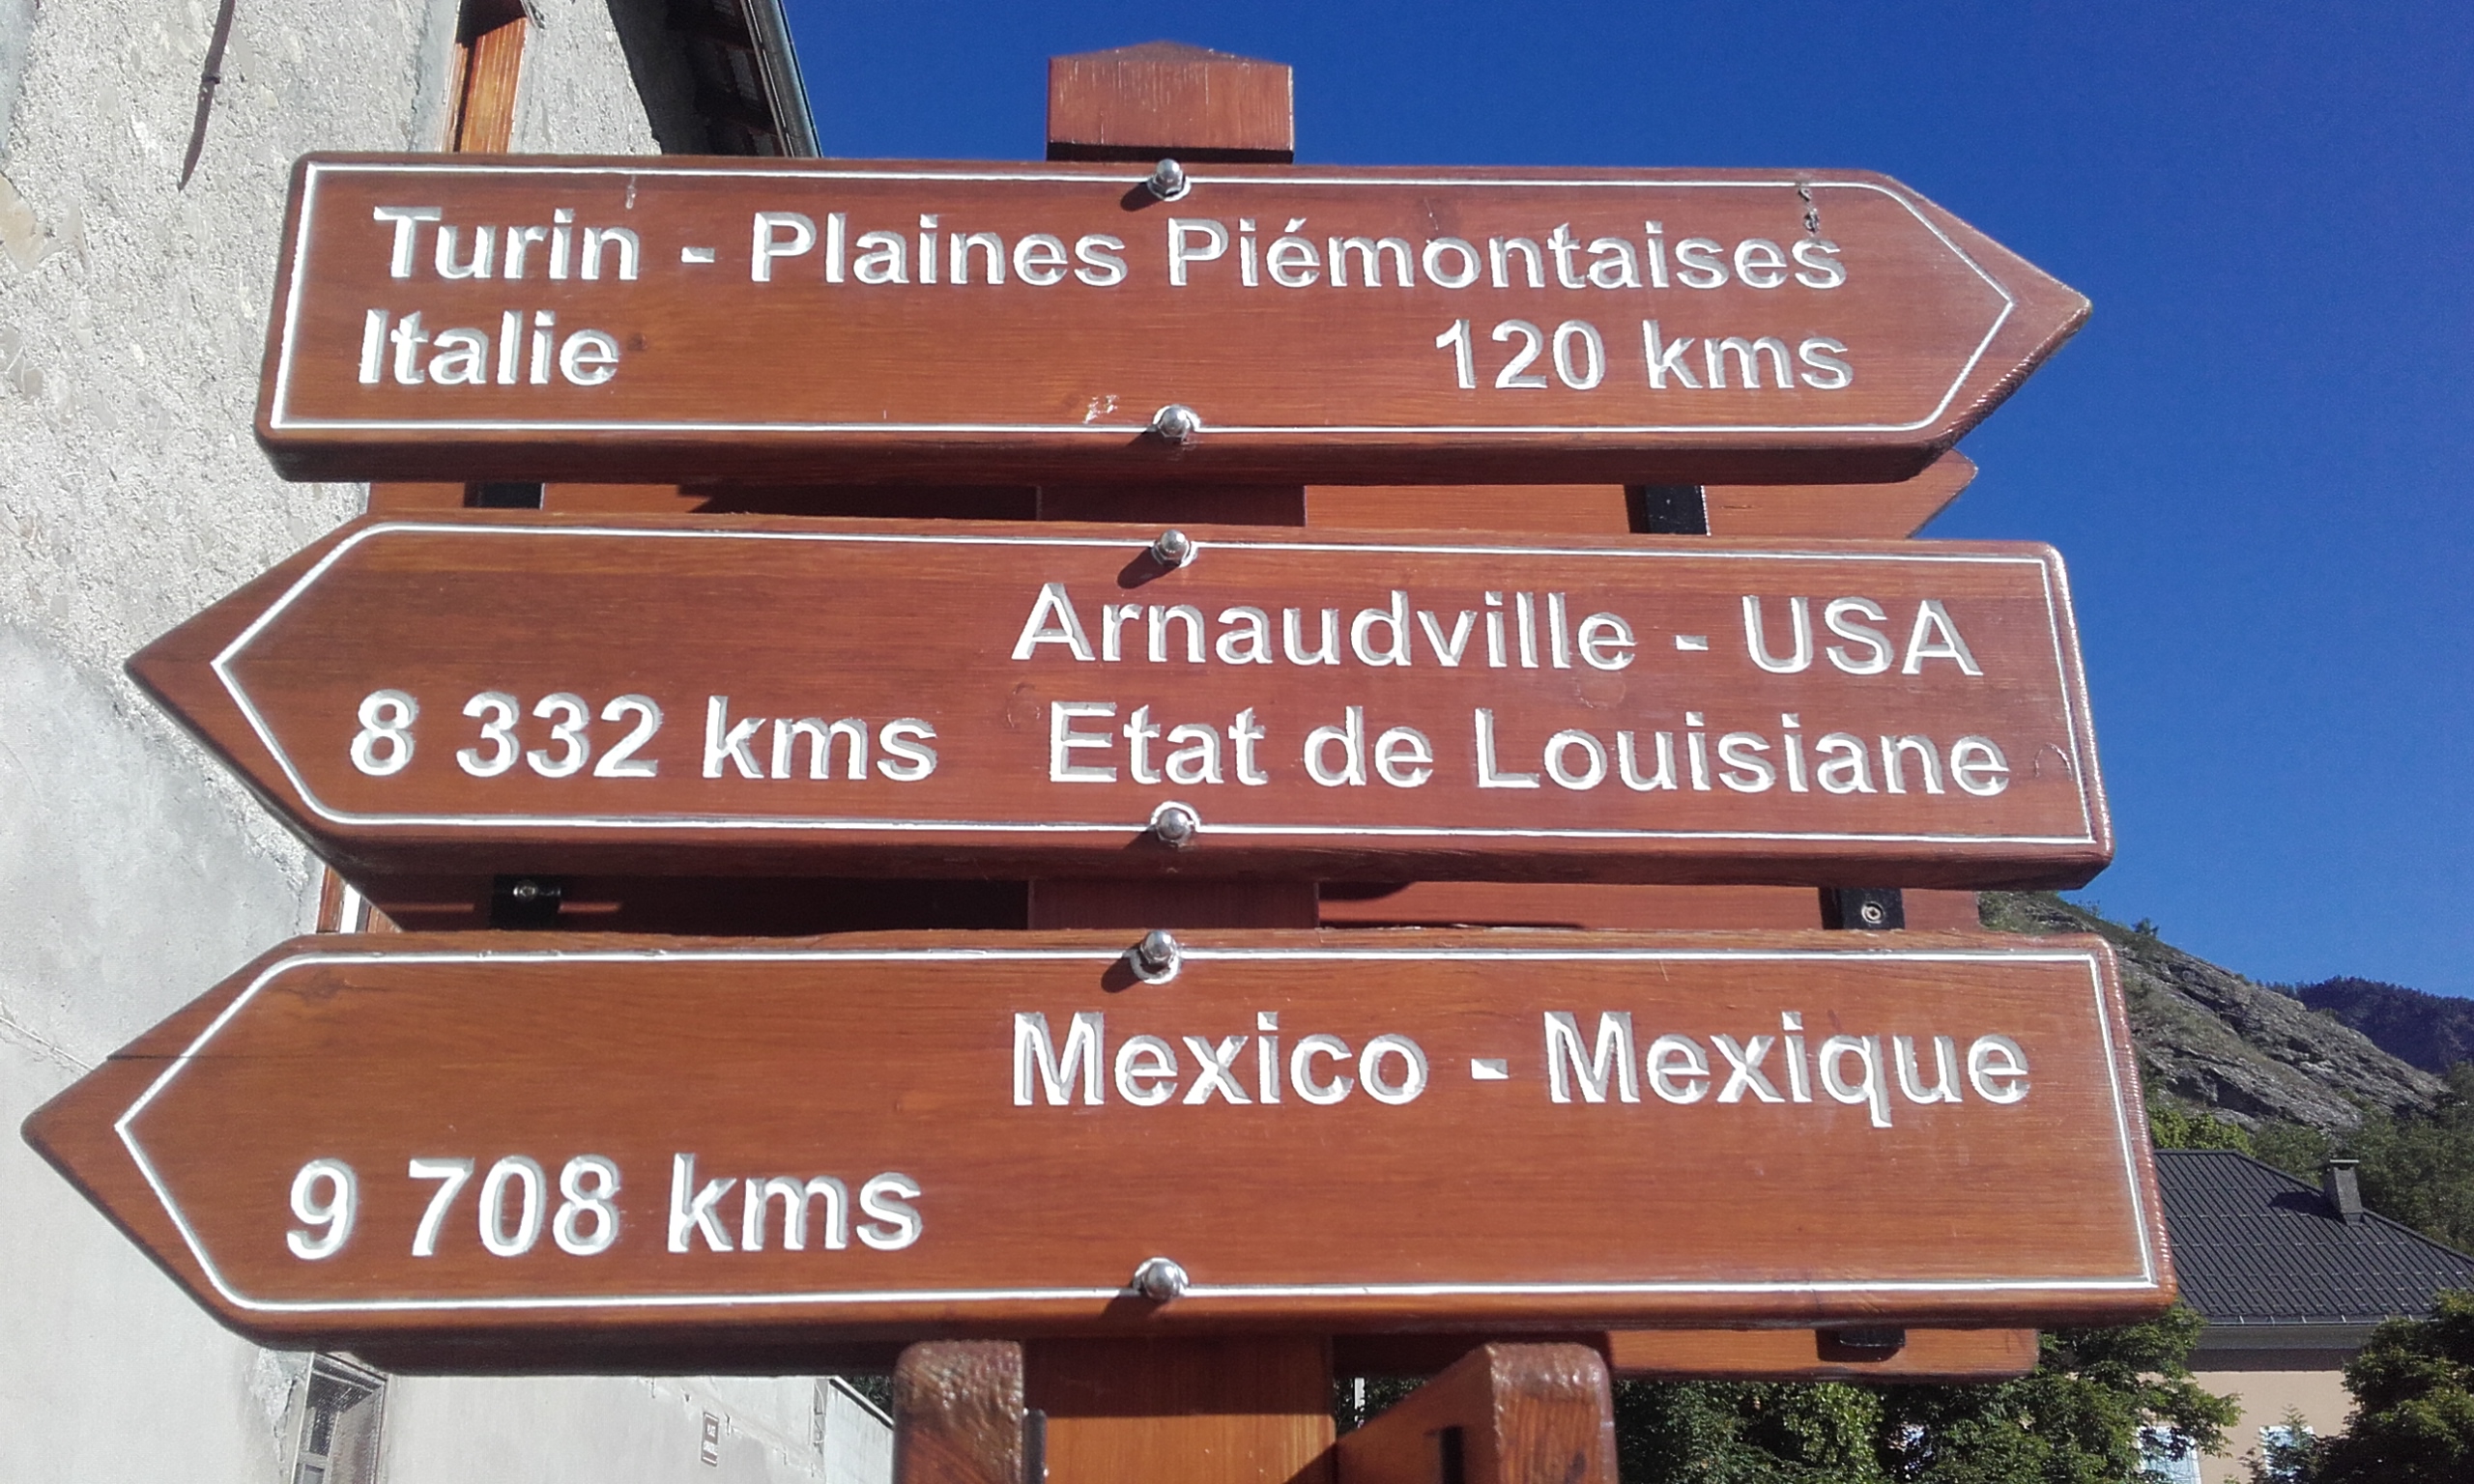 Turin - Plaines Piémontaises
Italie 120 kms
Arnaudville - USA
8 332 kms Etat de Louisiane
Mexico - Mexique
9 708 kms